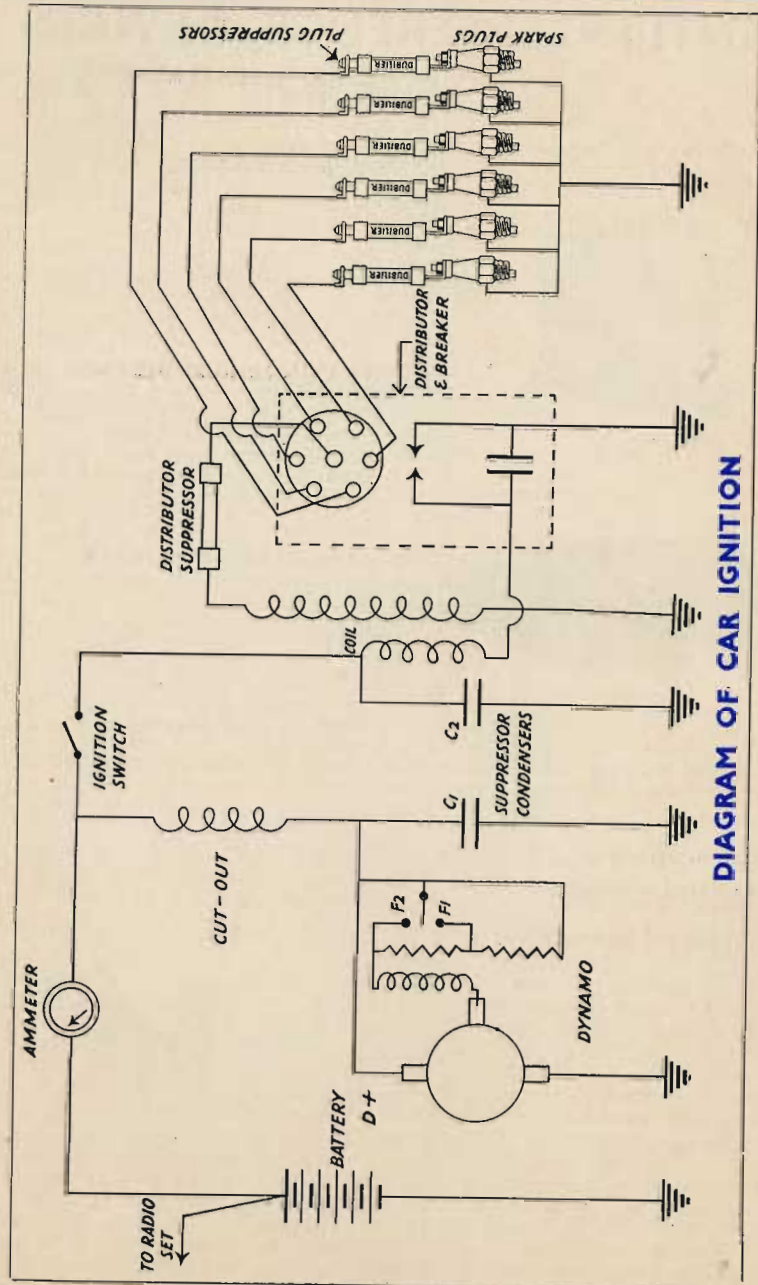 TO RADIO
SET
BATTERY
AMMETER
D+
DYNAMO
F2
F1
CUT-OUT
IGNITION
SWITCH
C1
C2
SUPPRESSOR
CONDENSERS
COIL
DISTRIBUTOR
SUPPRESSOR
DISTRIBUTOR
& BREAKER
PLUG SUPPRESSORS
DUBILIER
DUBILIER
DUBILIER
DUBILIER
DUBILIER
DUBILIER
SPARK PLUGS
DIAGRAM OF CAR IGNITION